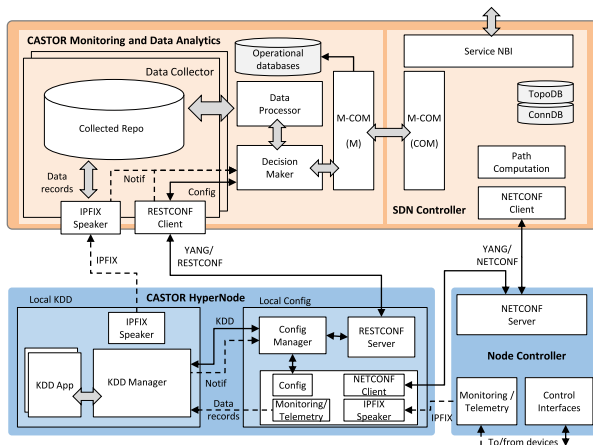 CASTOR Monitoring and Data Analytics
Data Collector
Collected Repo
Operational
databases
Data
Processor
Decision
Maker
M-COM
(M)
M-COM
(COM)
Service NBI
TopoDB
ConnDB
Path
Computation
NETCONF
Client
SDN Controller
Data
records
Notif
Config
IPFIX
Speaker
RESTCONF
Client
IPFIX
YANG/
RESTCONF
YANG/
NETCONF
Local KDD
CASTOR HyperNode
Local Config
IPFIX
Speaker
KDD
Config
Manager
RESTCONF
Server
KDD App
KDD Manager
Notif
Data
records
Config
NETCONF
Client
Monitoring/
Telemetry
IPFIX
Speaker
IPFIX
NETCONF
Server
Node Controller
Monitoring /
Telemetry
Control
Interfaces
To/from devices